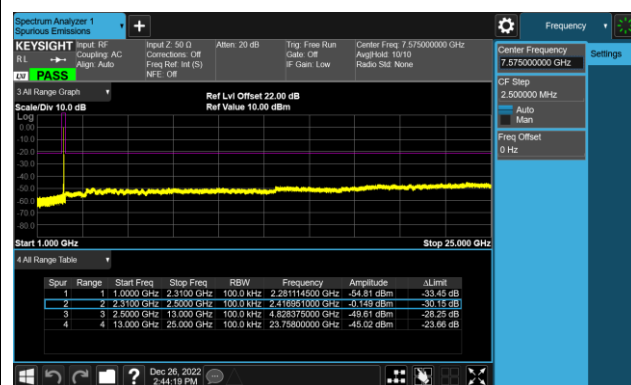 Spectrum Analyzer 1
Spurious Emissions
Frequency
KEYSIGHT
Input: RF
Coupling: AC
Align: Auto
Input Z: 50 Ω
Corrections: Off
Freq Ref: Int (S)
NFE: Off
Atten: 20 dB
Trig: Free Run
Gate: Off
IF Gain: Low
Center Freq: 7.575000000 GHz
Avg|Hold: 10/10
Radio Std: None
RL
LXI
PASS
Center Frequency
7.575000000 GHz
Settings
CF Step
2.500000 MHz
Auto
Man
Freq Offset
0 Hz
3 All Range Graph
Scale/Div 10.0 dB
Ref Lvl Offset 22.00 dB
Ref Value 10.00 dBm
Log
0.00
-10.0
-20.0
-30.0
-40.0
-50.0
-60.0
-70.0
-80.0
Start 1.000 GHz
Stop 25.000 GHz
4 All Range Table
Spur Range Start Freq Stop Freq RBW Frequency Amplitude ΔLimit
1 1 1.0000 GHz 2.3100 GHz 100.0 kHz 2.281114500 GHz -54.81 dBm -33.45 dB
2 2 2.3100 GHz 2.5000 GHz 100.0 kHz 2.416951000 GHz -0.149 dBm -30.15 dB
3 3 2.5000 GHz 13.000 GHz 100.0 kHz 4.828375000 GHz -49.61 dBm -28.25 dB
4 4 13.000 GHz 25.000 GHz 100.0 kHz 23.75800000 GHz -45.02 dBm -23.66 dB
Dec 26, 2022
2:44:19 PM